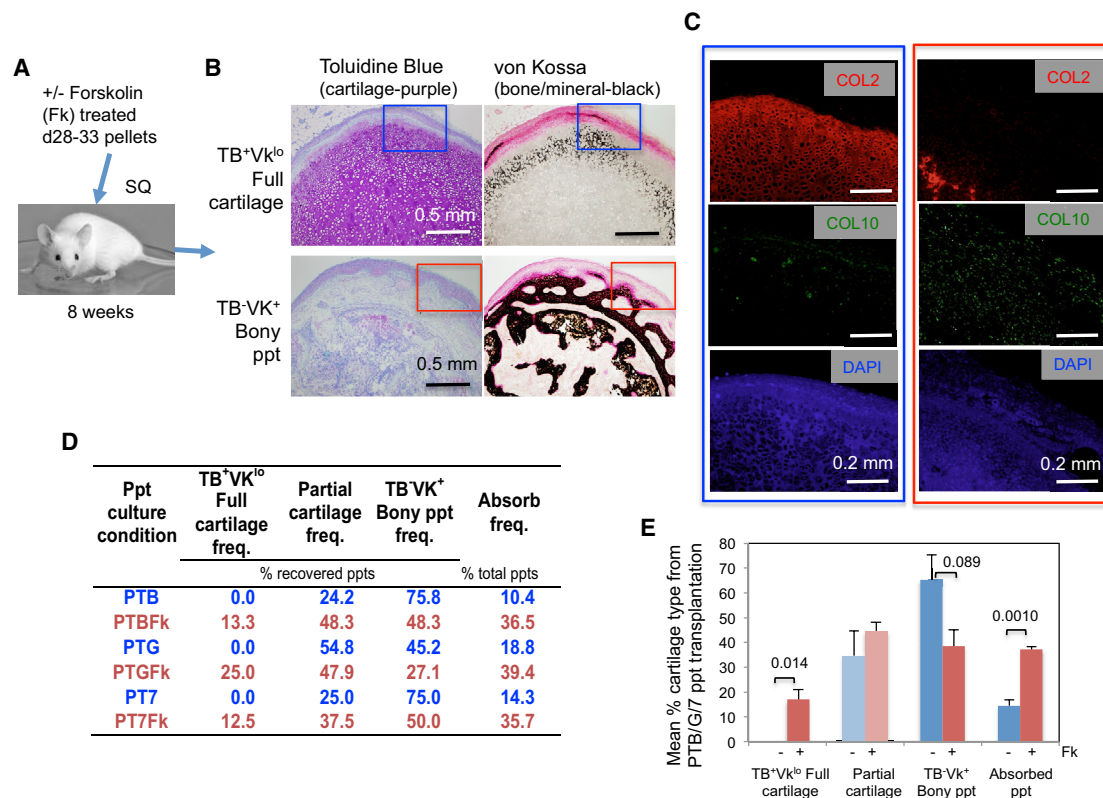 A
+/- Forskolin
(Fk) treated
d28-33 pellets
SQ
8 weeks
B
Toluidine Blue
(cartilage-purple)
von Kossa
(bone/mineral-black)
TB+Vklo
Full
cartilage
0.5 mm
TB-VK+
Bony
ppt
0.5 mm
C
COL2
COL2
COL10
COL10
DAPI
DAPI
0.2 mm
0.2 mm
D
Ppt culture condition | TB+VKlo Full cartilage freq. | Partial cartilage freq. | TB-VK+ Bony ppt freq. | Absorb freq.
% recovered ppts | % total ppts
PTB 0.0 24.2 75.8 10.4
PTBFk 13.3 48.3 48.3 36.5
PTG 0.0 54.8 45.2 18.8
PTGFk 25.0 47.9 27.1 39.4
PT7 0.0 25.0 75.0 14.3
PT7Fk 12.5 37.5 50.0 35.7
E
Mean % cartilage type from
PTB/G/7 ppt transplantation
80
70
60
50
40
30
20
10
0
0.014
0.089
0.0010
- + - + - + - + Fk
TB+Vklo Full cartilage
Partial cartilage
TB-Vk+ Bony ppt
Absorbed ppt